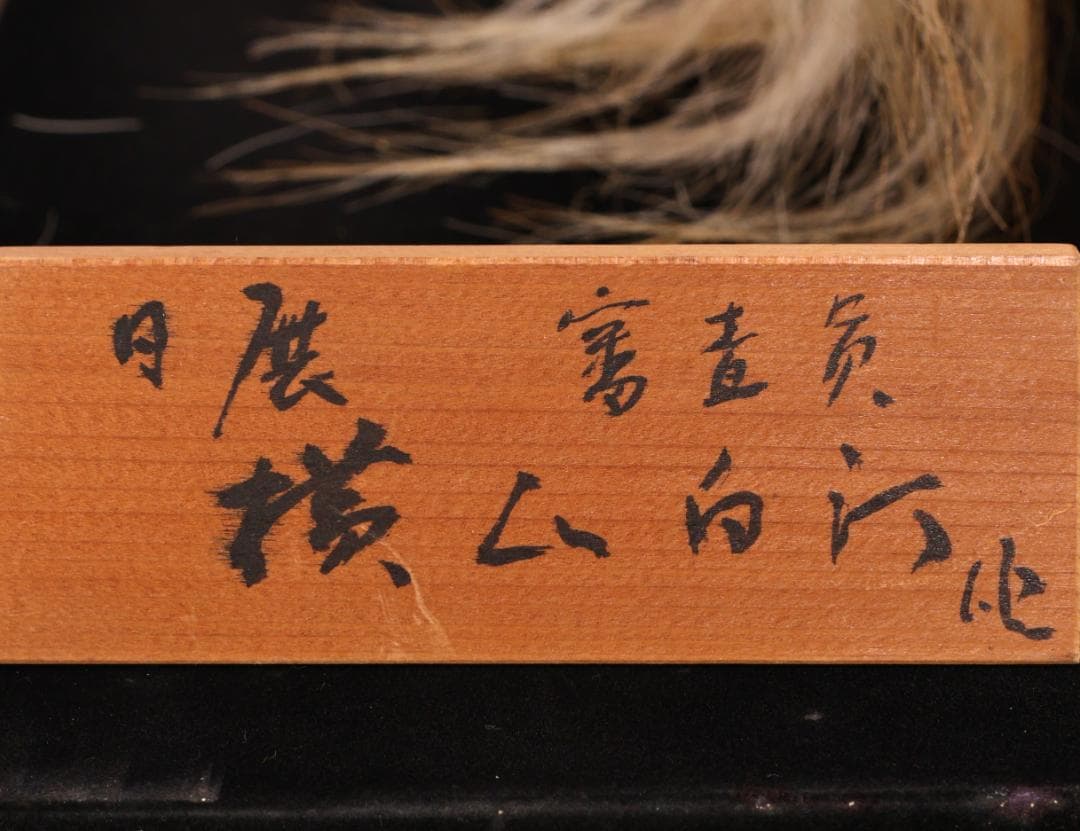 日展 審査員
横山白汀
作